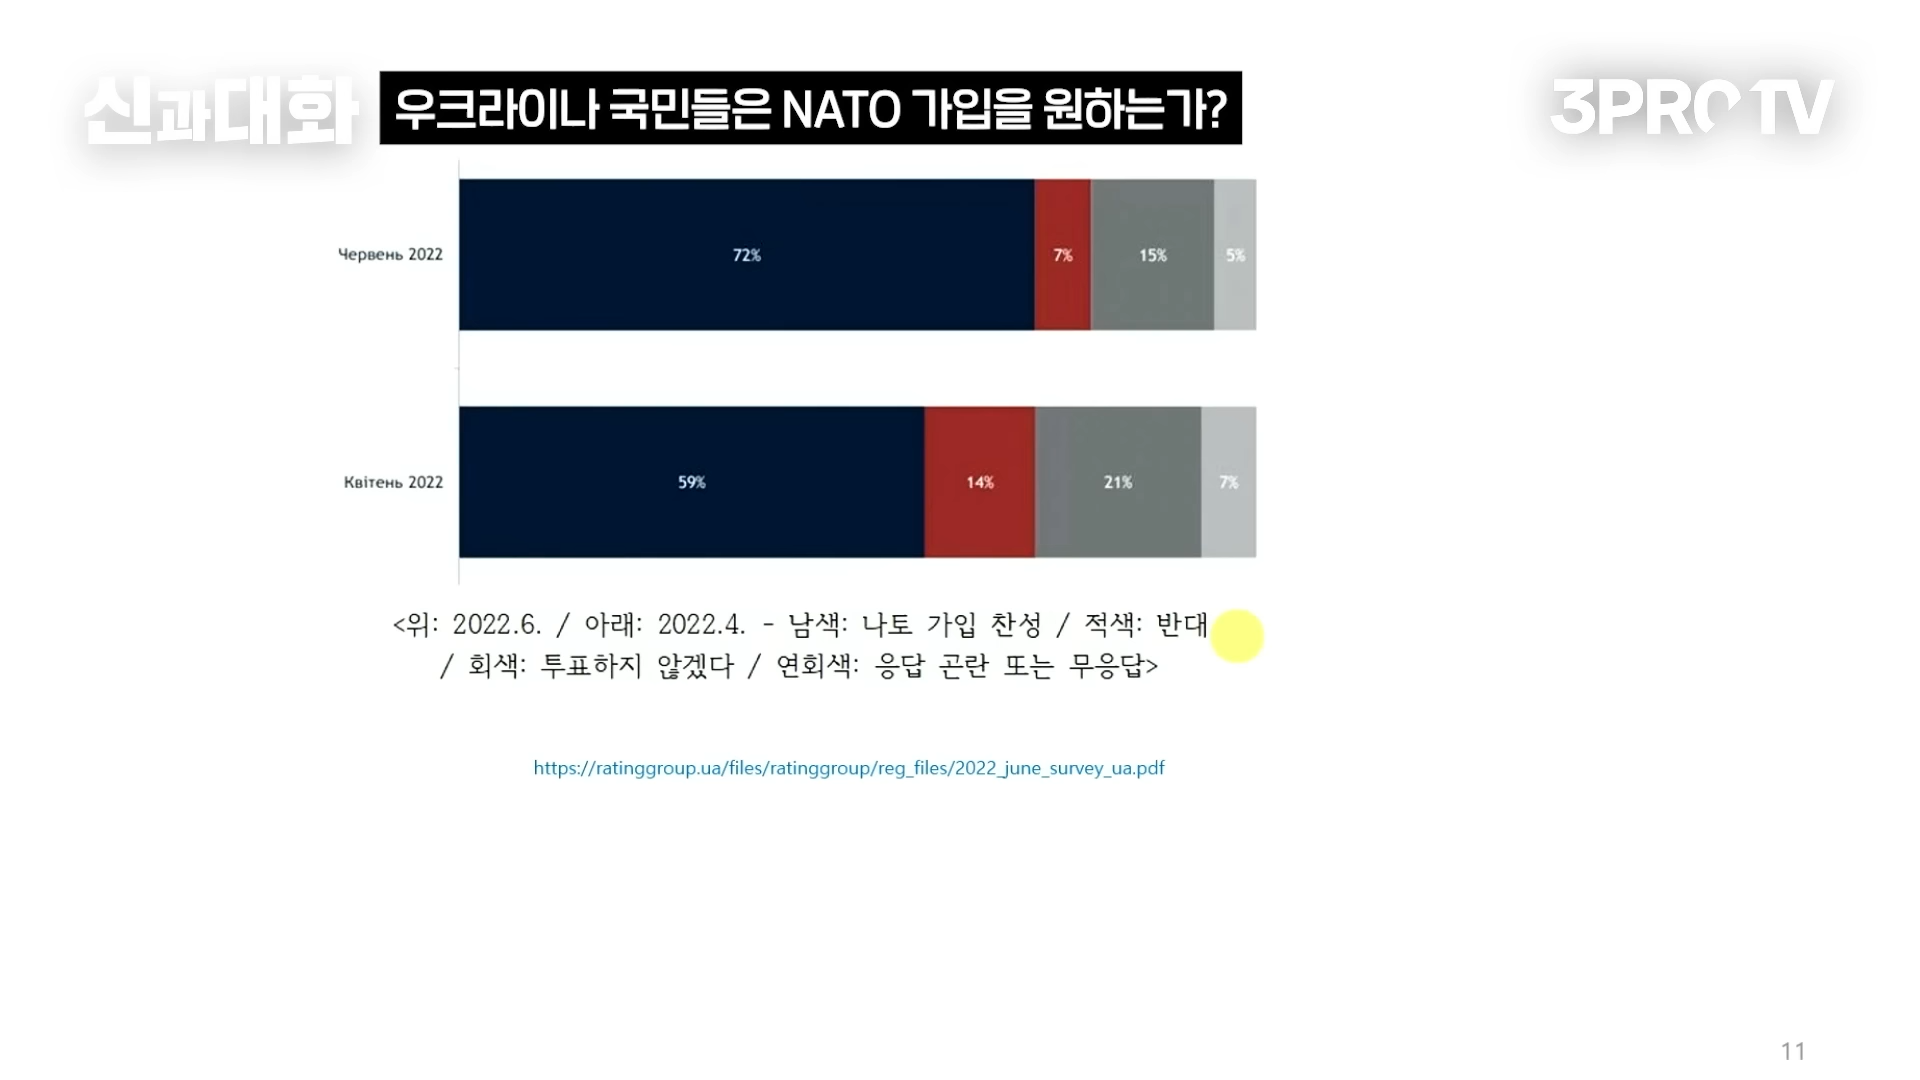 신과대화
우크라이나 국민들은 NATO 가입을 원하는가?
3PRO TV
Червень 2022
72%
7%
15%
5%
Квітень 2022
59%
14%
21%
7%
<위: 2022.6. / 아래: 2022.4. - 남색: 나토 가입 찬성 / 적색: 반대
/ 회색: 투표하지 않겠다 / 연회색: 응답 곤란 또는 무응답>
https://ratinggroup.ua/files/ratinggroup/reg_files/2022_june_survey_ua.pdf
11